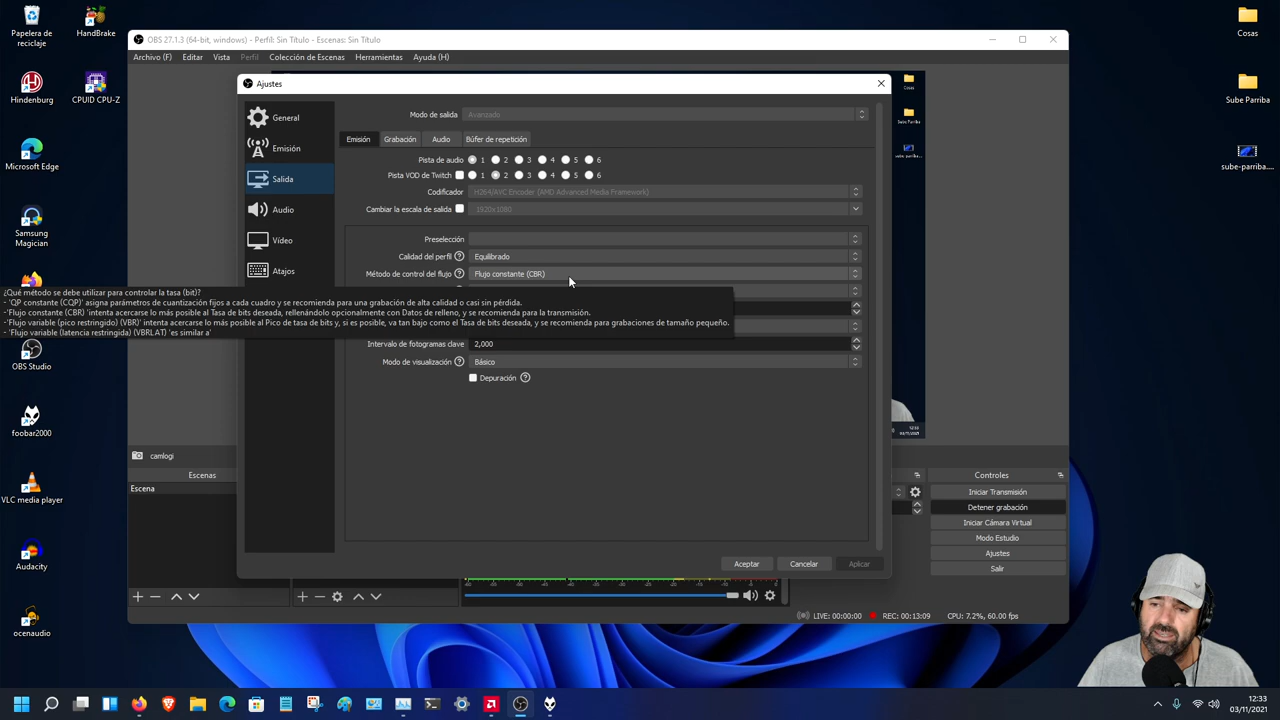 Papelera de
reciclaje
HandBrake
Hindenburg
CPUID CPU-Z
Microsoft Edge
Samsung
Magician
OBS Studio
foobar2000
VLC media player
Audacity
ocenaudio
Cosas
Sube Parriba
sube-parriba-...
OBS 27.1.3 (64-bit, windows) - Perfil: Sin Título - Escenas: Sin Título
Archivo (F) Editar Vista Perfil Colección de Escenas Herramientas Ayuda (H)
Ajustes
General
Emisión
Salida
Audio
Vídeo
Atajos
Modo de salida Avanzado
Emisión Grabación Audio Búfer de repetición
Pista de audio 1 2 3 4 5 6
Pista VOD de Twitch 1 2 3 4 5 6
Codificador H264/AVC Encoder (AMD Advanced Media Framework)
Cambiar la escala de salida 1920x1080
Preselección
Calidad del perfil Equilibrado
Método de control del flujo Flujo constante (CBR)
¿Qué método se debe utilizar para controlar la tasa (bit)?
- 'QP constante (CQP)' asigna parámetros de cuantización fijos a cada cuadro y se recomienda para una grabación de alta calidad o casi sin pérdida.
- 'Flujo constante (CBR) 'intenta acercarse lo más posible al Tasa de bits deseada, rellenándolo opcionalmente con Datos de relleno, y se recomienda para la transmisión.
-'Flujo variable (pico restringido) (VBR)' intenta acercarse lo más posible al Pico de tasa de bits y, si es posible, va tan bajo como el Tasa de bits deseada, y se recomienda para grabaciones de tamaño pequeño.
-'Flujo variable (latencia restringida) (VBRLAT) 'es similar a'
Intervalo de fotogramas clave 2,000
Modo de visualización Básico
Depuración
Aceptar Cancelar Aplicar
Cosas
Sube Parriba
12:33
03/11/2021
camlogi
Escenas
Escena
Controles
Iniciar Transmisión
Detener grabación
Iniciar Cámara Virtual
Modo Estudio
Ajustes
Salir
LIVE: 00:00:00 REC: 00:13:09 CPU: 7.2%, 60.00 fps
12:33
03/11/2021